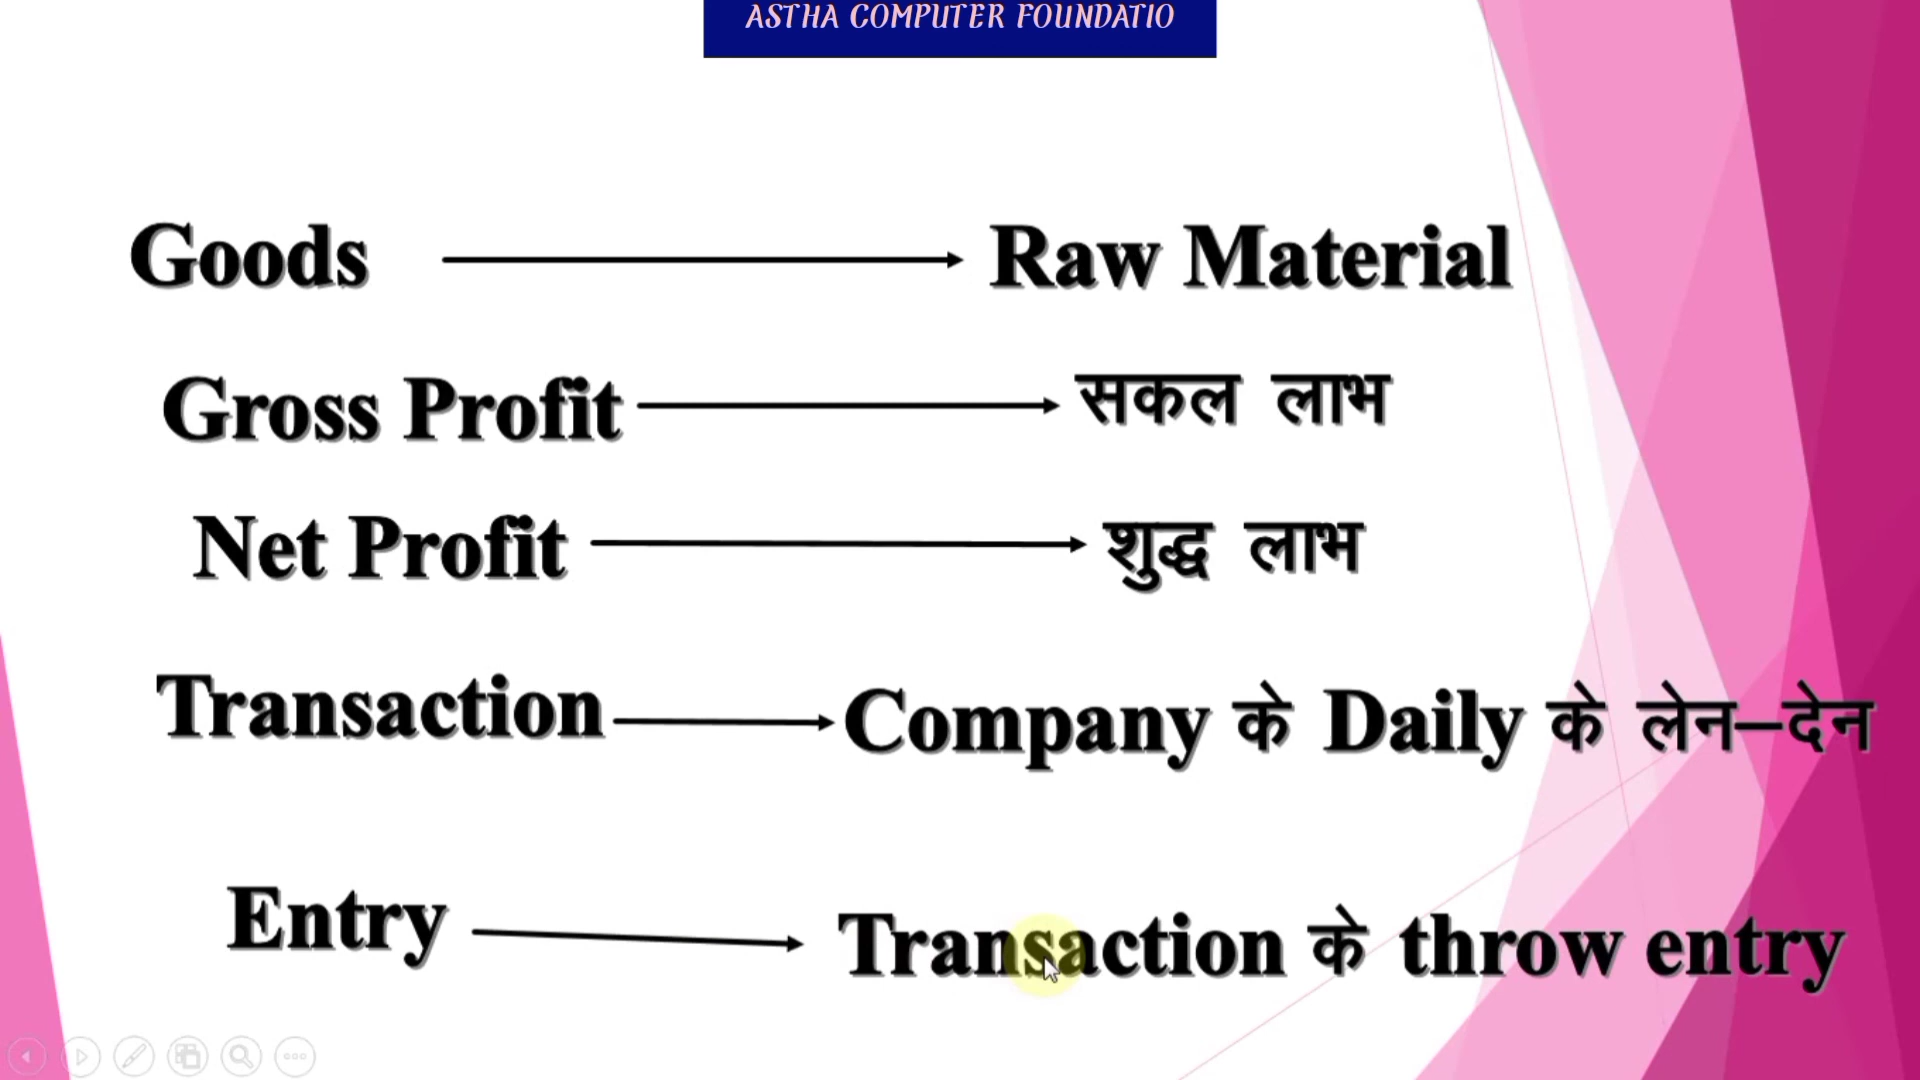 ASTHA COMPUTER FOUNDATIO
Goods Raw Material
Gross Profit सकल लाभ
Net Profit शुद्ध लाभ
Transaction Company के Daily के लेन–देन
Entry Transaction के throw entry